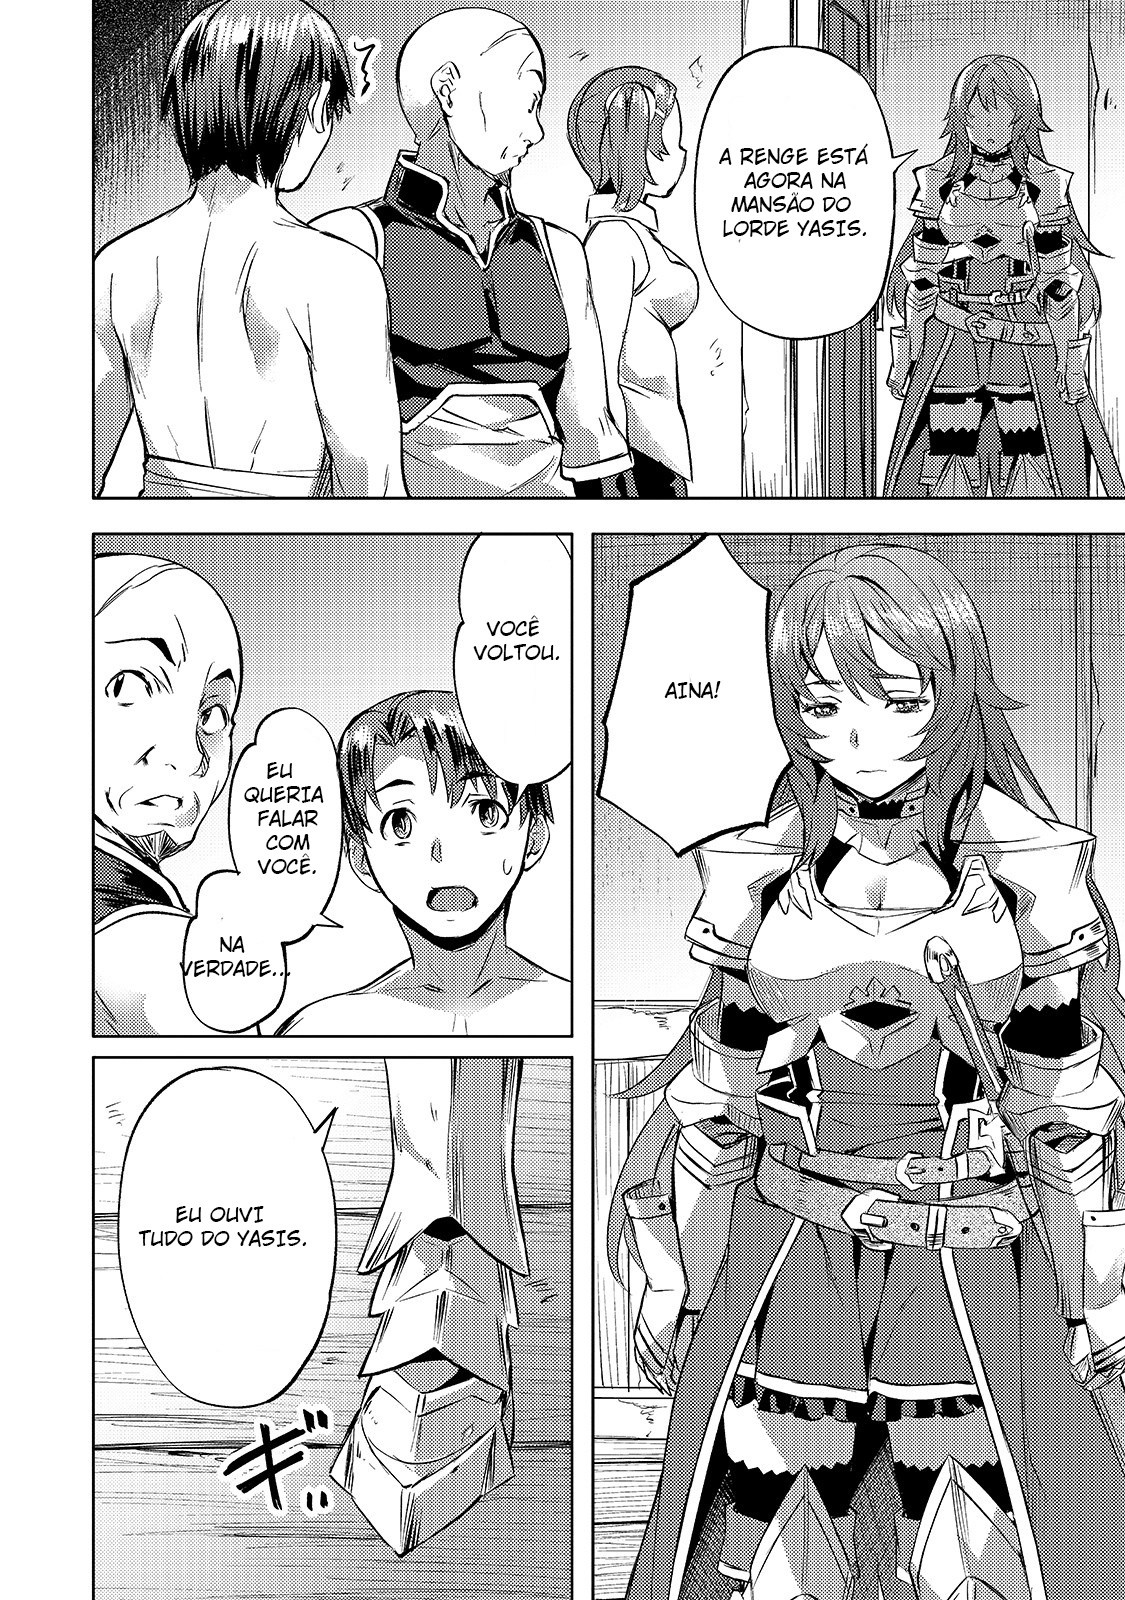 A RENGE ESTÁ
AGORA NA
MANSÃO DO
LORDE YASIS.
AINA!
VOCÊ
VOLTOU.
EU
QUERIA
FALAR
COM
VOCÊ.
NA
VERDADE...
EU OUVI
TUDO DO YASIS.
ギ